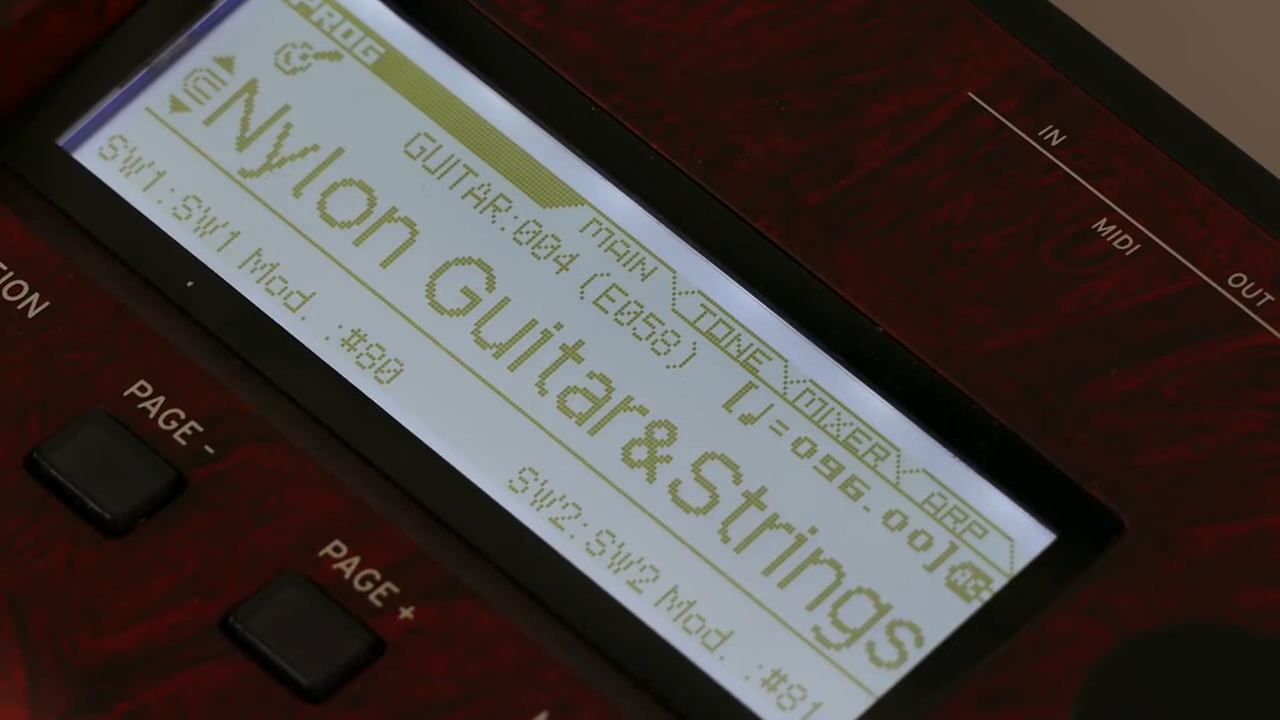 PROG
MAIN TONE MIXER ARP
GUITAR:004 (E058) [♩=096.00]
Nylon Guitar&Strings
SW1:SW1 Mod. :#80
SW2:SW2 Mod. :#81
IN
MIDI
OUT
TION
PAGE -
PAGE +